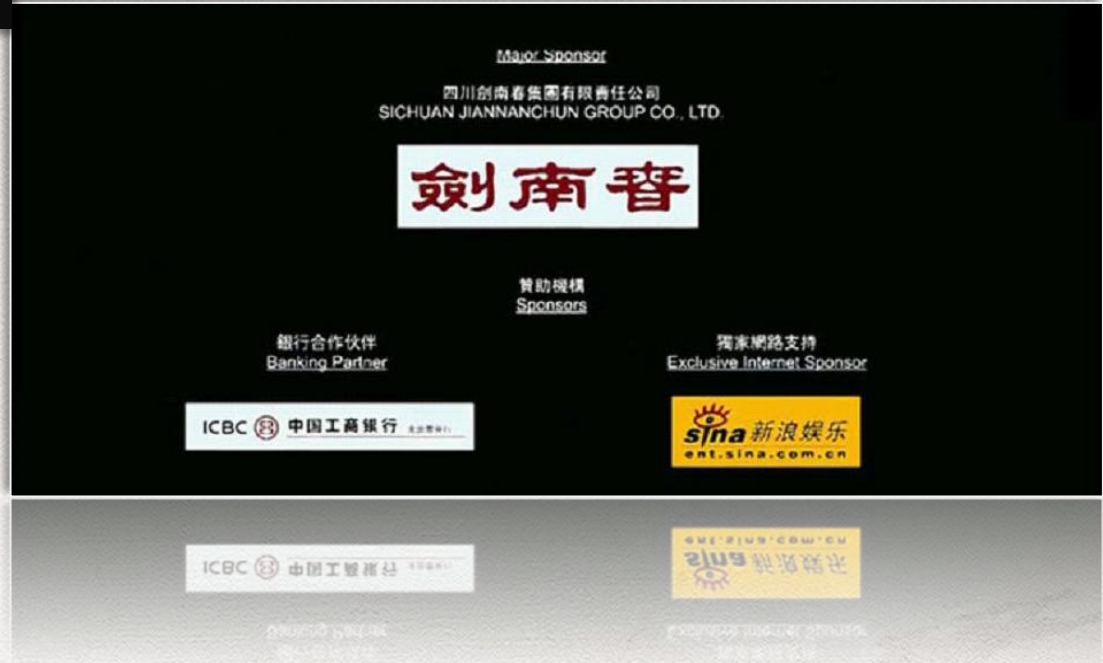 Major Sponsor
四川劍南春集團有限責任公司
SICHUAN JIANNANCHUN GROUP CO., LTD.
劍南春
贊助機構
Sponsors
銀行合作伙伴
Banking Partner
獨家網路支持
Exclusive Internet Sponsor
ICBC 中国工商银行
sina 新浪娱乐
ent.sina.com.cn